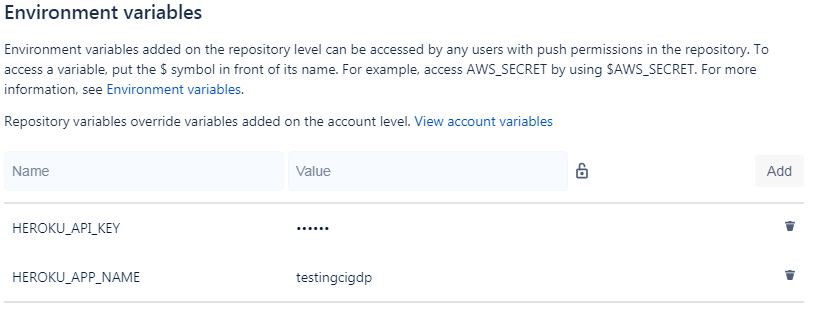 Environment variables
Environment variables added on the repository level can be accessed by any users with push permissions in the repository. To
access a variable, put the $ symbol in front of its name. For example, access AWS_SECRET by using $AWS_SECRET. For more
information, see Environment variables.
Repository variables override variables added on the account level. View account variables
Name Value Add
HEROKU_API_KEY ••••••
HEROKU_APP_NAME testingcigdp